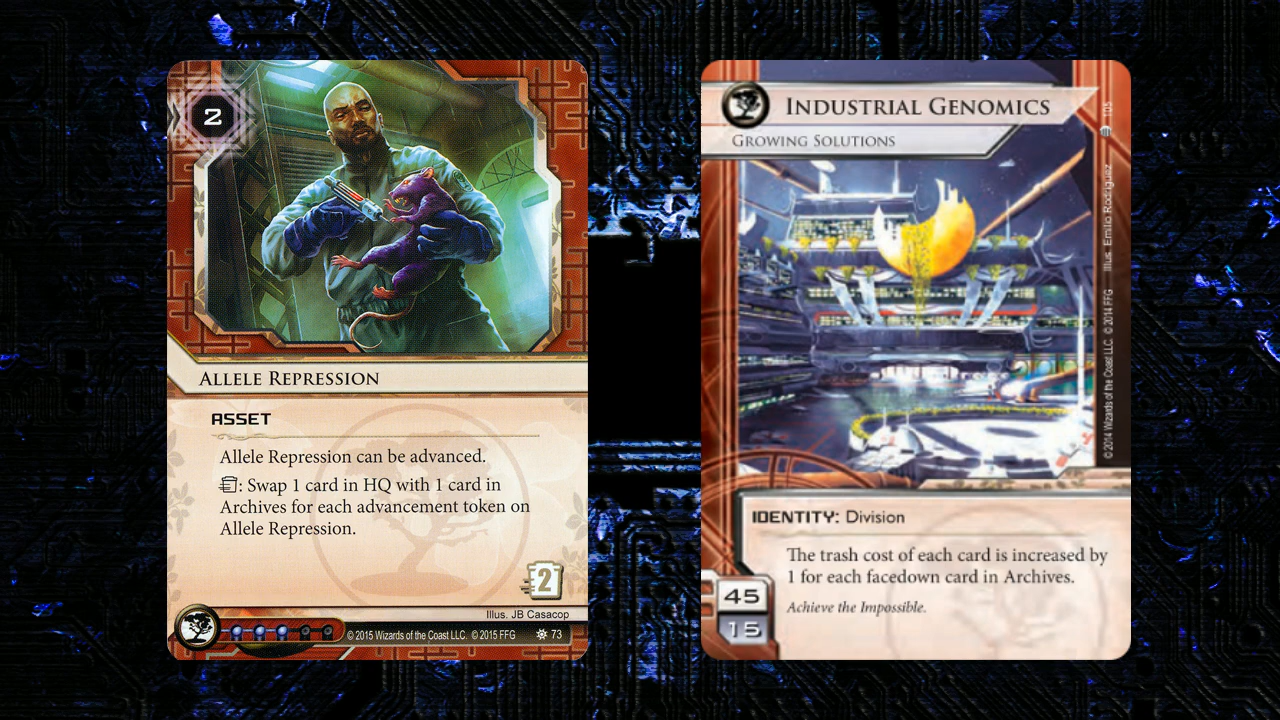 2
ALLELE REPRESSION
ASSET
Allele Repression can be advanced.
: Swap 1 card in HQ with 1 card in
Archives for each advancement token on
Allele Repression.
2
Illus. JB Casacop
© 2015 Wizards of the Coast LLC. © 2015 FFG 73
INDUSTRIAL GENOMICS
GROWING SOLUTIONS
IDENTITY: Division
The trash cost of each card is increased by
1 for each facedown card in Archives.
Achieve the Impossible.
45
15
© 2014 Wizards of the Coast LLC. © 2014 FFG Illus. Emilio Rodriguez 105